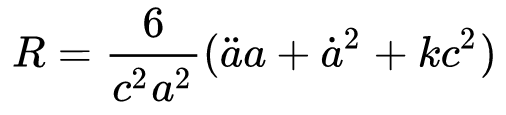 R = \frac{6}{c^2 a^2}(\ddot{a}a + \dot{a}^2 + kc^2)